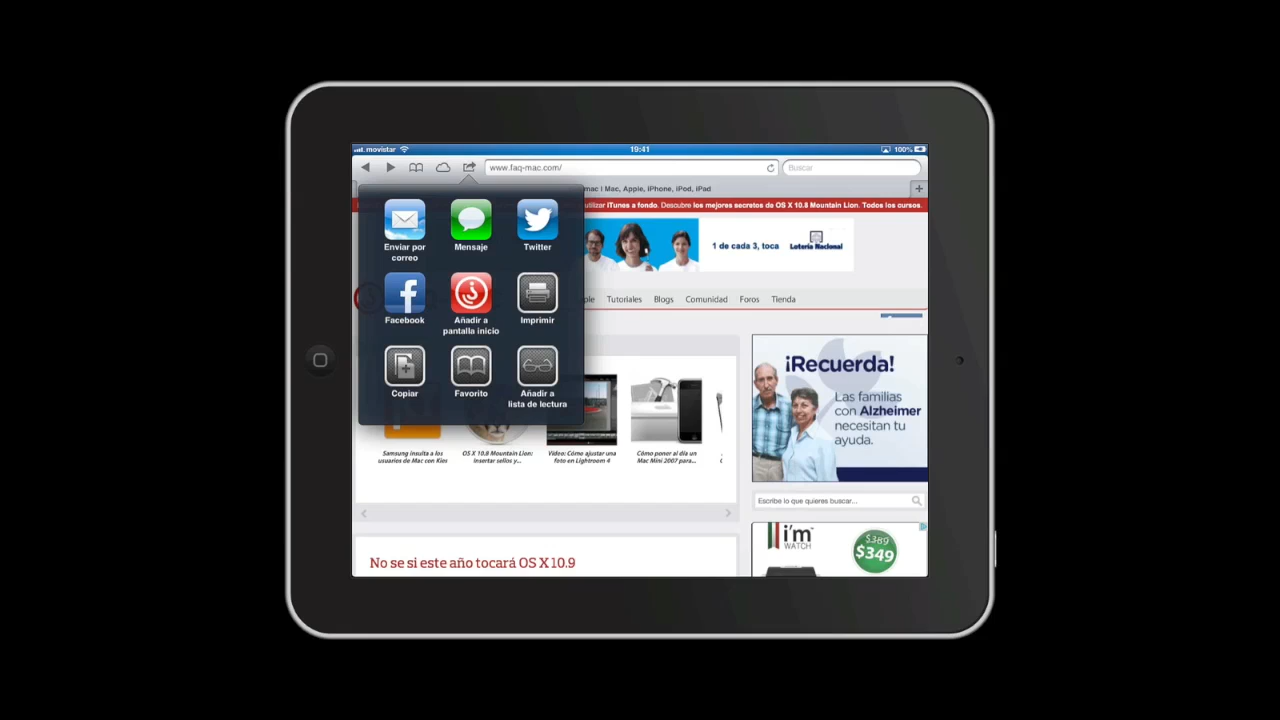 movistar
19:41
100%
www.faq-mac.com/
Buscar
mac | Mac, Apple, iPhone, iPod, iPad
utilizar iTunes a fondo. Descubre los mejores secretos de OS X 10.8 Mountain Lion. Todos los cursos.
Enviar por
correo
Mensaje
Twitter
Facebook
Añadir a
pantalla inicio
Imprimir
Copiar
Favorito
Añadir a
lista de lectura
1 de cada 3, toca
Lotería Nacional
ple Tutoriales Blogs Comunidad Foros Tienda
¡Recuerda!
Las familias
con Alzheimer
necesitan tu
ayuda.
Samsung insulta a los
usuarios de Mac con Kies
OS X 10.8 Mountain Lion:
insertar sellos y...
Video: Cómo ajustar una
foto en Lightroom 4
Cómo poner al día un
Mac Mini 2007 para...
Escribe lo que quieres buscar...
i'm
WATCH
$389
$349
No se si este año tocará OS X 10.9